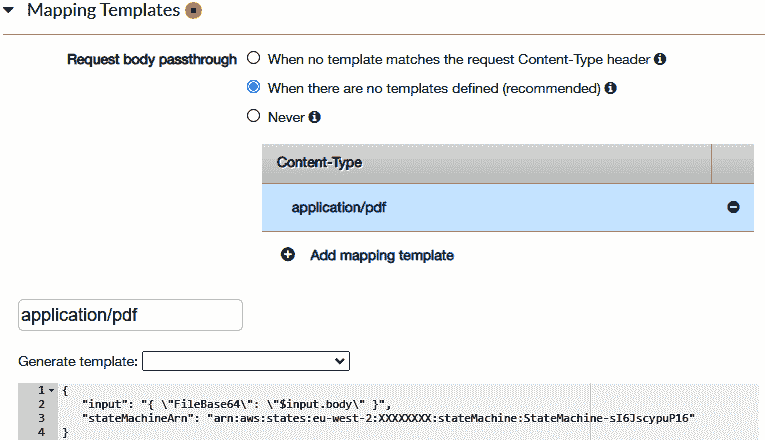 Mapping Templates
Request body passthrough
When no template matches the request Content-Type header
When there are no templates defined (recommended)
Never
Content-Type
application/pdf
Add mapping template
application/pdf
Generate template:
1 {
2 "input": "{ \"FileBase64\": \"$input.body\" }",
3 "stateMachineArn": "arn:aws:states:eu-west-2:XXXXXXXX:stateMachine:StateMachine-sI6JscypuP16"
4 }